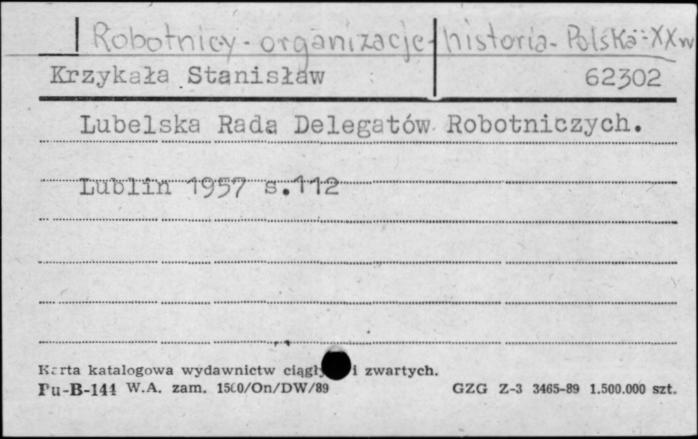 Robotnicy - organizacje - historia - Polska - XX w
Krzykała Stanisław 62302
Lubelska Rada Delegatów Robotniczych.
Lublin 1957 s.112
Karta katalogowa wydawnictw i zwartych.
Pu-B-144 W.A. zam. 1500/On/DW/89 GZG Z-3 3465-89 1.500.000 szt.